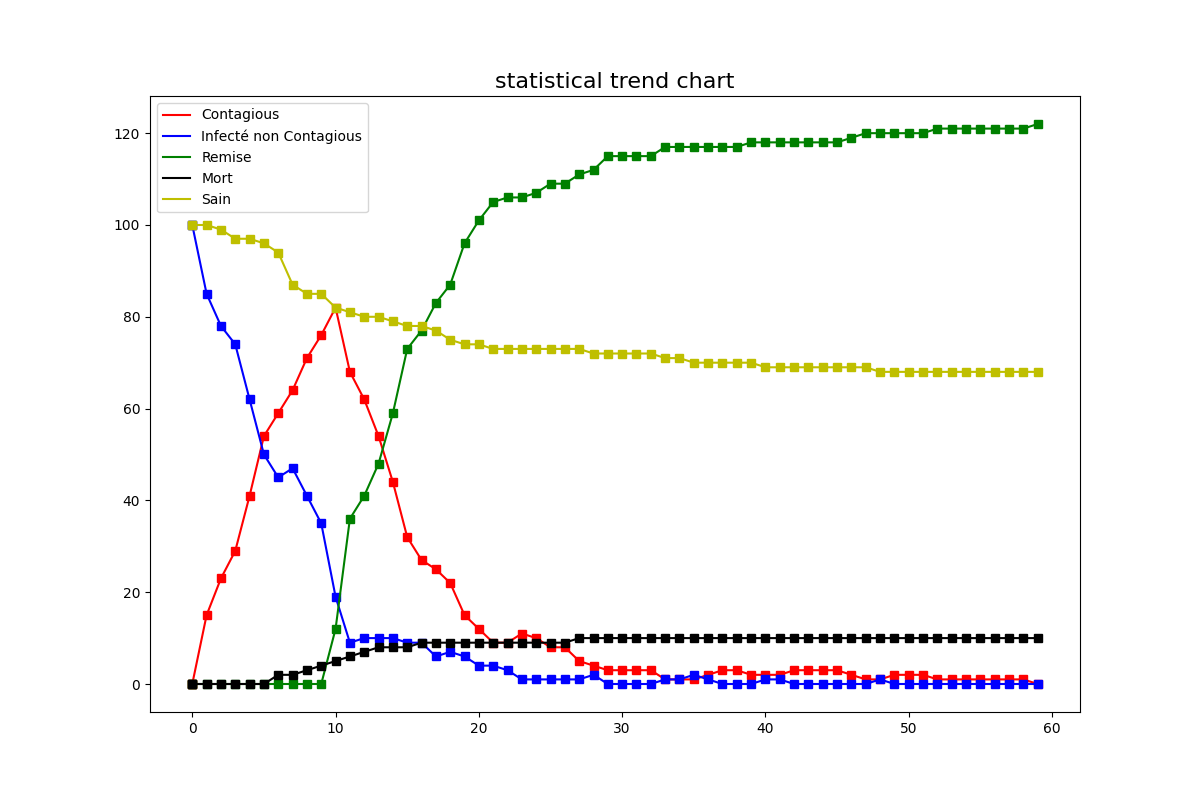 statistical trend chart
Contagious
Infecté non Contagious
Remise
Mort
Sain
120
100
80
60
40
20
0
0 10 20 30 40 50 60